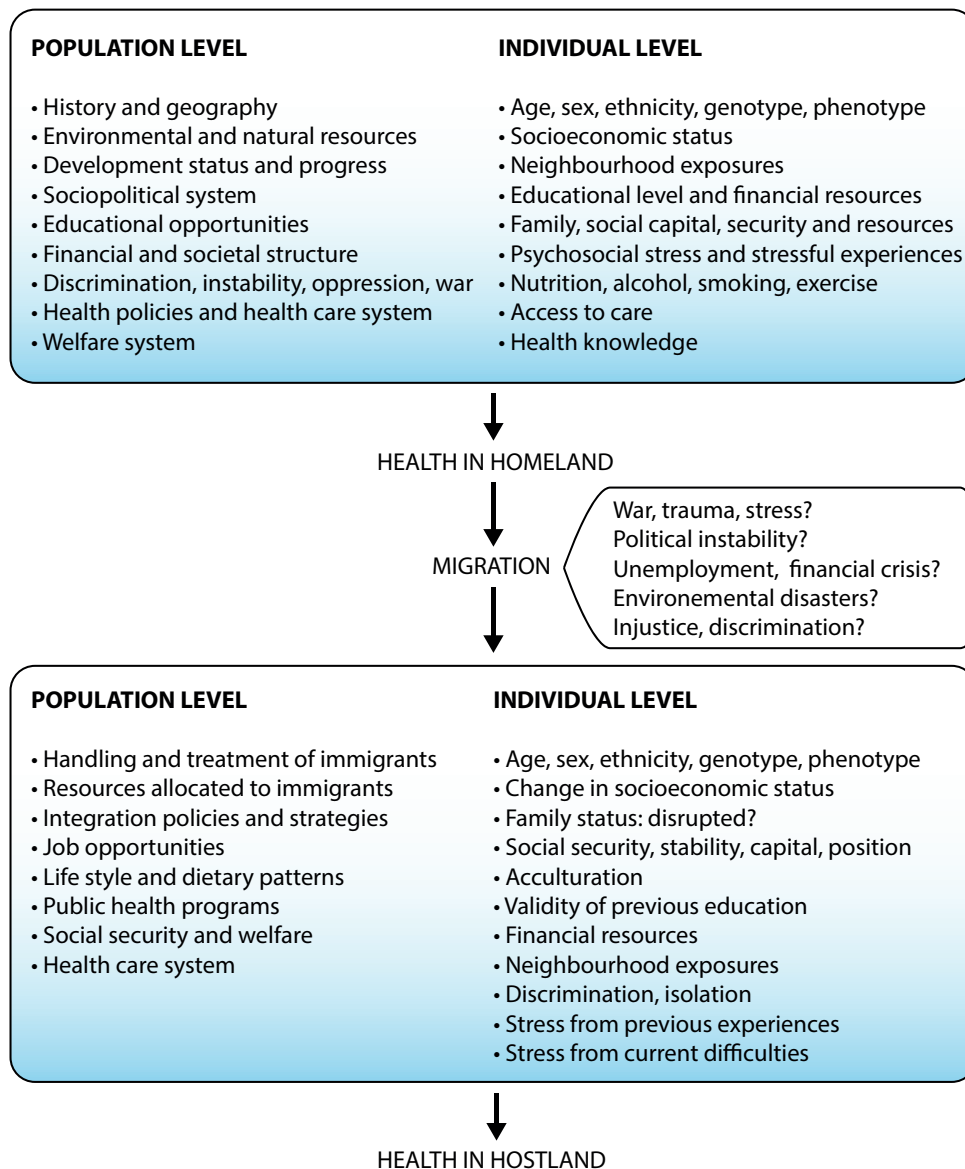 POPULATION LEVEL
• History and geography
• Environmental and natural resources
• Development status and progress
• Sociopolitical system
• Educational opportunities
• Financial and societal structure
• Discrimination, instability, oppression, war
• Health policies and health care system
• Welfare system
INDIVIDUAL LEVEL
• Age, sex, ethnicity, genotype, phenotype
• Socioeconomic status
• Neighbourhood exposures
• Educational level and financial resources
• Family, social capital, security and resources
• Psychosocial stress and stressful experiences
• Nutrition, alcohol, smoking, exercise
• Access to care
• Health knowledge
HEALTH IN HOMELAND
MIGRATION
War, trauma, stress?
Political instability?
Unemployment, financial crisis?
Environemental disasters?
Injustice, discrimination?
POPULATION LEVEL
• Handling and treatment of immigrants
• Resources allocated to immigrants
• Integration policies and strategies
• Job opportunities
• Life style and dietary patterns
• Public health programs
• Social security and welfare
• Health care system
INDIVIDUAL LEVEL
• Age, sex, ethnicity, genotype, phenotype
• Change in socioeconomic status
• Family status: disrupted?
• Social security, stability, capital, position
• Acculturation
• Validity of previous education
• Financial resources
• Neighbourhood exposures
• Discrimination, isolation
• Stress from previous experiences
• Stress from current difficulties
HEALTH IN HOSTLAND